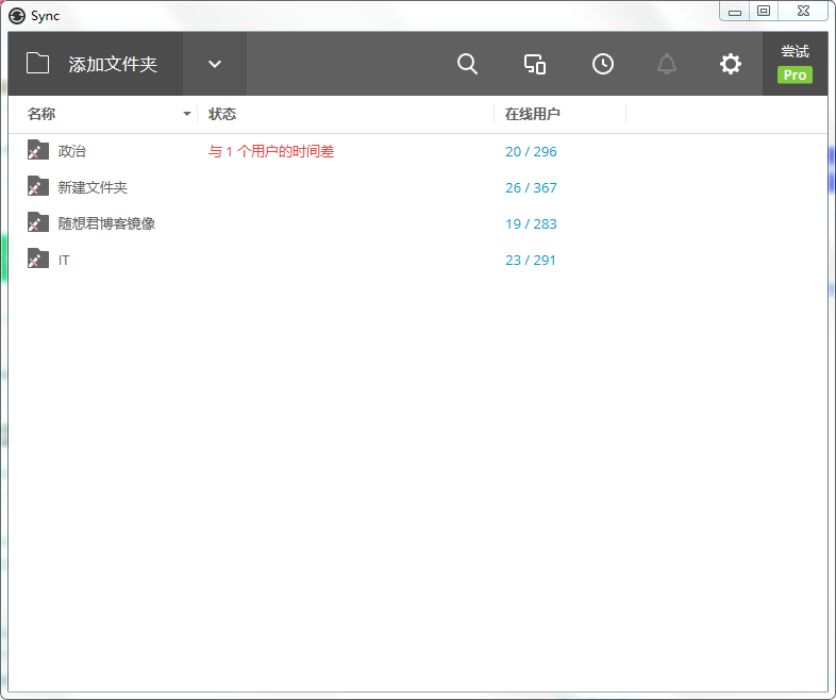 Sync
添加文件夹
尝试
Pro
名称 状态 在线用户
政治 与 1 个用户的时间差 20 / 296
新建文件夹 26 / 367
随想君博客镜像 19 / 283
IT 23 / 291